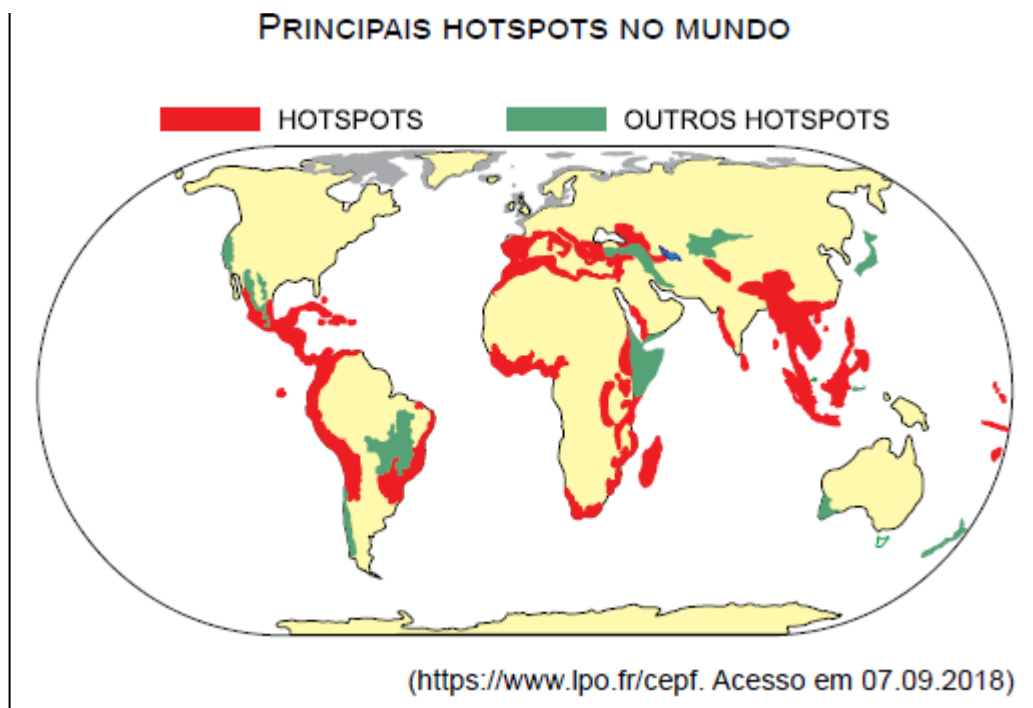 PRINCIPAIS HOTSPOTS NO MUNDO
HOTSPOTS
OUTROS HOTSPOTS
(https://www.lpo.fr/cepf. Acesso em 07.09.2018)